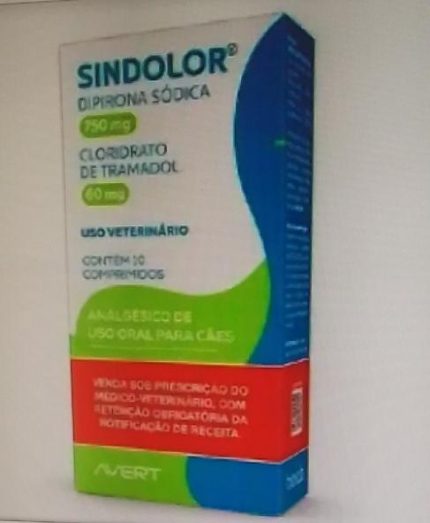 SINDOLOR®
DIPIRONA SÓDICA
750 mg
CLORIDRATO
DE TRAMADOL
60 mg
USO VETERINÁRIO
CONTÉM 10
COMPRIMIDOS
ANALGÉSICO DE
USO ORAL PARA CÃES
VENDA SOB PRESCRIÇÃO DO
MÉDICO-VETERINÁRIO, COM
RETENÇÃO OBRIGATÓRIA DA
NOTIFICAÇÃO DE RECEITA.
AVERT